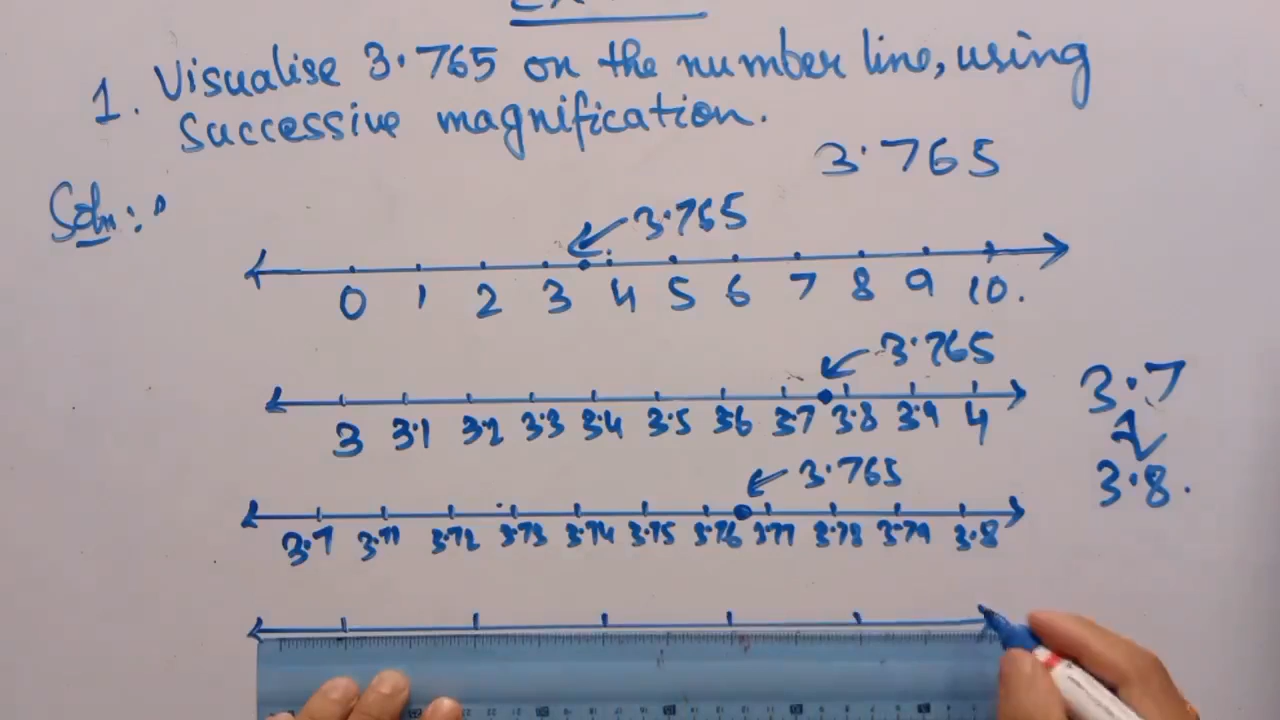 1. Visualise 3.765 on the number line, using
successive magnification.
3.765
Soln:
3.765
0 1 2 3 4 5 6 7 8 9 10.
3.765
3 3.1 3.2 3.3 3.4 3.5 3.6 3.7 3.8 3.9 4
3.7
3.8.
3.765
3.7 3.71 3.72 3.73 3.74 3.75 3.76 3.77 3.78 3.79 3.8